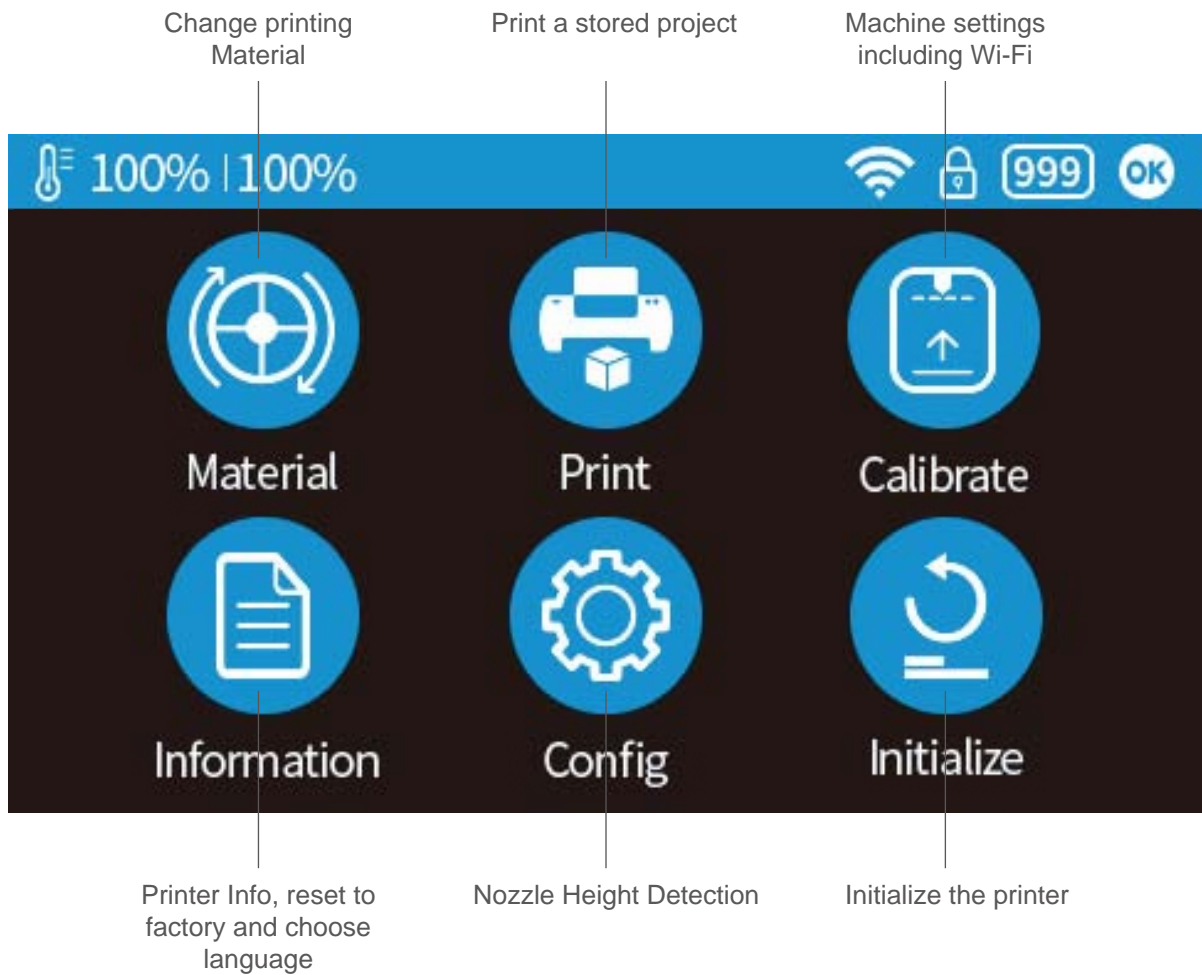 Change printing
Material
Print a stored project
Machine settings
including Wi-Fi
100% | 100%
999
OK
Material
Print
Calibrate
Information
Config
Initialize
Printer Info, reset to
factory and choose
language
Nozzle Height Detection
Initialize the printer